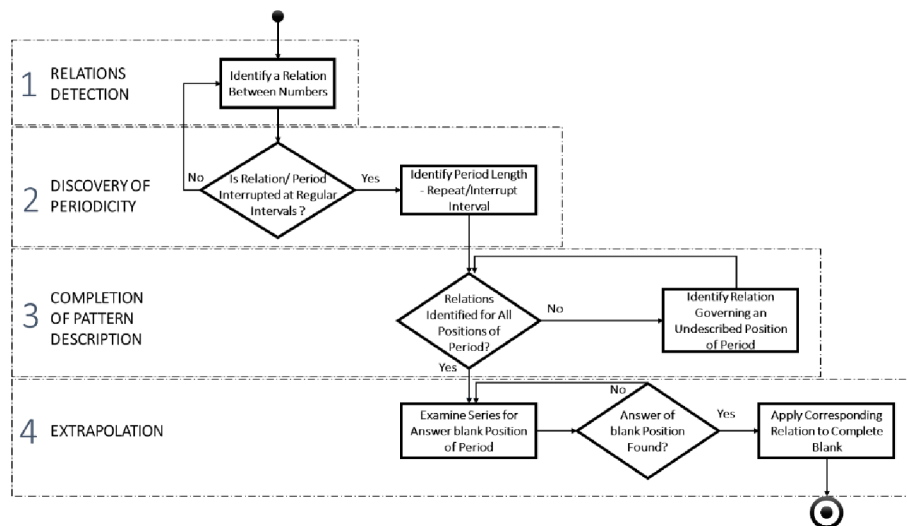 1
RELATIONS
DETECTION
Identify a Relation
Between Numbers
2
DISCOVERY OF
PERIODICITY
No
Is Relation/ Period
Interrupted at Regular
Intervals ?
Yes
Identify Period Length
- Repeat/Interrupt
Interval
3
COMPLETION
OF PATTERN
DESCRIPTION
Relations
Identified for All
Positions of
Period?
No
Identify Relation
Governing an
Undescribed Position
of Period
Yes
4
EXTRAPOLATION
Examine Series for
Answer blank Position
of Period
No
Answer of
blank Position
Found?
Yes
Apply Corresponding
Relation to Complete
Blank